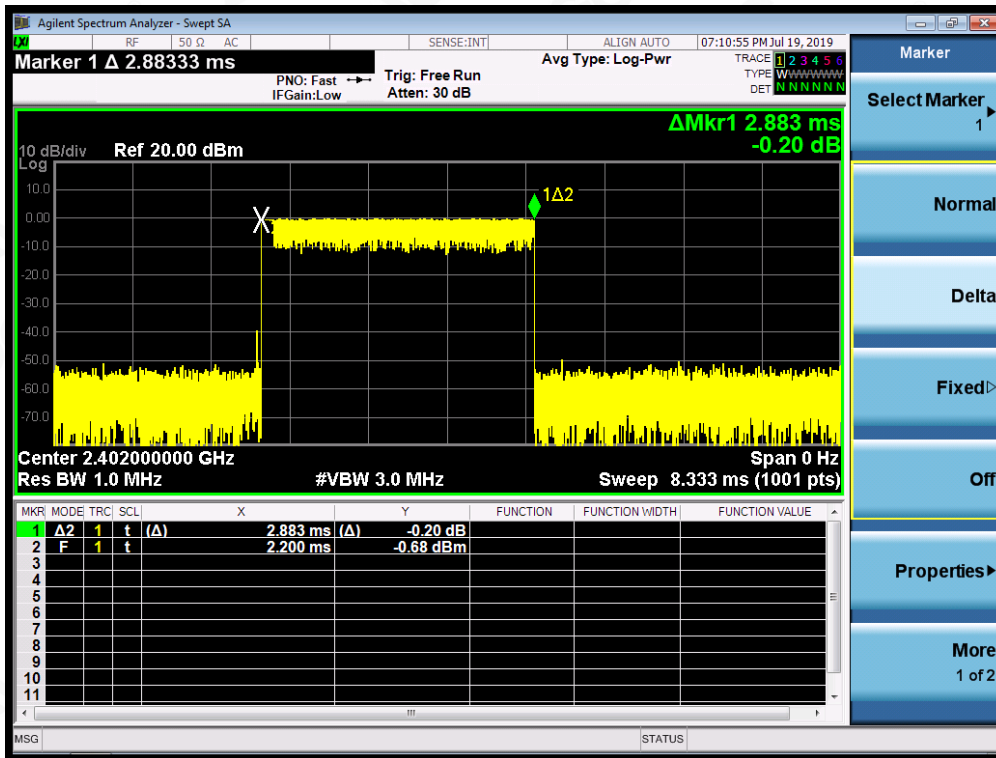 Agilent Spectrum Analyzer - Swept SA
LXI RF 50 Ω AC SENSE:INT ALIGN AUTO 07:10:55 PM Jul 19, 2019
Marker 1 Δ 2.88333 ms
PNO: Fast
IFGain:Low
Trig: Free Run
Atten: 30 dB
Avg Type: Log-Pwr
TRACE 1 2 3 4 5 6
TYPE WWWWWW
DET N N N N N N
ΔMkr1 2.883 ms
-0.20 dB
10 dB/div Ref 20.00 dBm
Log
10.0
0.00
-10.0
-20.0
-30.0
-40.0
-50.0
-60.0
-70.0
1Δ2
Center 2.402000000 GHz Span 0 Hz
Res BW 1.0 MHz #VBW 3.0 MHz Sweep 8.333 ms (1001 pts)
MKR MODE TRC SCL X Y FUNCTION FUNCTION WIDTH FUNCTION VALUE
1 Δ2 1 t (Δ) 2.883 ms (Δ) -0.20 dB
2 F 1 t 2.200 ms -0.68 dBm
3
4
5
6
7
8
9
10
11
MSG STATUS
Marker
Select Marker
1
Normal
Delta
Fixed
Off
Properties
More
1 of 2